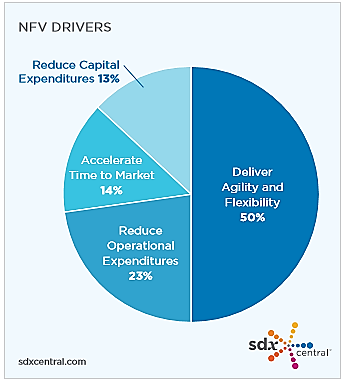 NFV DRIVERS
Reduce Capital
Expenditures 13%
Accelerate
Time to Market
14%
Deliver
Agility and
Flexibility
50%
Reduce
Operational
Expenditures
23%
sdx
central
sdxcentral.com